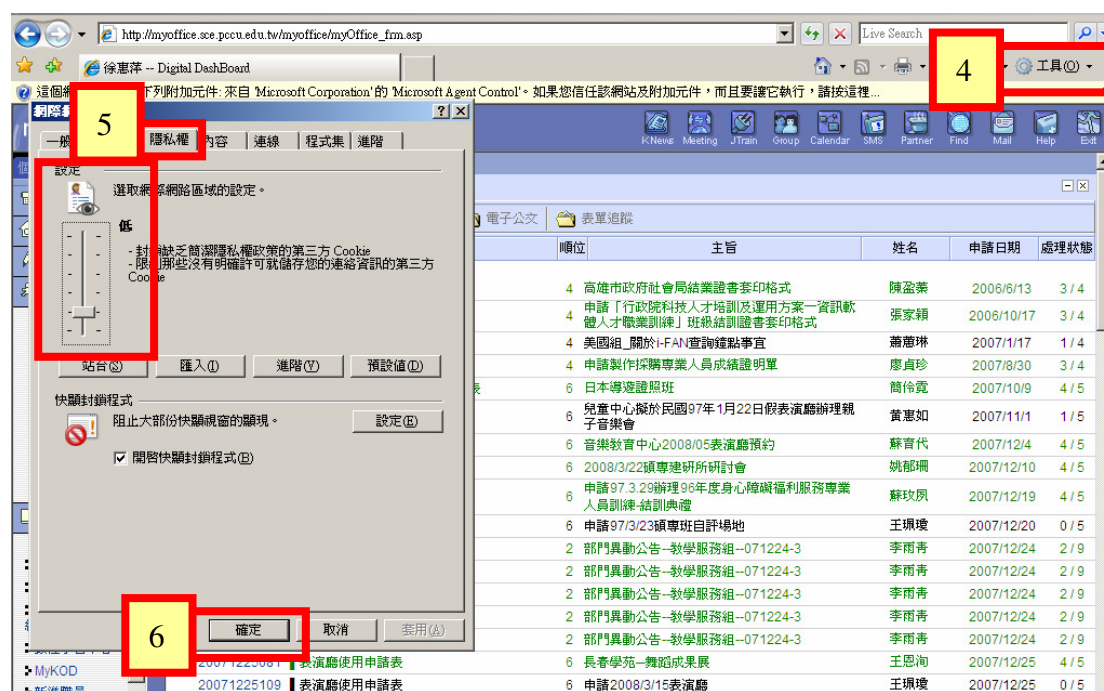 http://myoffice.sce.pccu.edu.tw/myoffice/myOffice_frm.asp
Live Search
徐惠萍 -- Digital DashBoard
4
工具(O)
這個網
下列附加元件: 來自 'Microsoft Corporation' 的 'Microsoft Agent Control'。如果您信任該網站及附加元件，而且要讓它執行，請按這裡...
網際網
5
一般
隱私權
內容
連線
程式集
進階
KNews
Meeting
JTrain
Group
Calendar
SMS
Partner
Find
Mail
Help
Exit
設定
選取網際網路區域的設定。
低
- 封鎖缺乏簡潔隱私權政策的第三方 Cookie
- 限制那些沒有明確許可就儲存您的連絡資訊的第三方
Cookie
站台(S)
匯入(I)
進階(V)
預設值(D)
快顯封鎖程式
阻止大部份快顯視窗的顯現。
設定(E)
開啓快顯封鎖程式(B)
6
確定
取消
套用(A)
電子公文
表單追蹤
順位 主旨 姓名 申請日期 處理狀態
4 高雄市政府社會局結業證書套印格式 陳盈蓁 2006/6/13 3 / 4
4 申請「行政院科技人才培訓及運用方案－資訊軟
體人才職業訓練」班級結訓證書套印格式 張家穎 2006/10/17 3 / 4
4 美國組_關於i-FAN查詢鐘點事宜 蕭蕭琳 2007/1/17 1 / 4
4 申請製作採購專業人員成績證明單 廖貞珍 2007/8/30 3 / 4
6 日本導遊證照班 簡伶霓 2007/10/9 4 / 5
6 兒童中心擬於民國97年1月22日假表演廳辦理親
子音樂會 黃惠如 2007/11/1 1 / 5
6 音樂教育中心2008/05表演廳預約 蘇育代 2007/12/4 4 / 5
6 2008/3/22碩專建研所研討會 姚郁珊 2007/12/10 4 / 5
6 申請97.3.29辦理96年度身心障礙福利服務專業
人員訓練-結訓典禮 蘇玫夙 2007/12/19 4 / 5
6 申請97/3/23碩專班自評場地 王珮瓊 2007/12/20 0 / 5
2 部門異動公告--教學服務組--071224-3 李雨青 2007/12/24 2 / 9
2 部門異動公告--教學服務組--071224-3 李雨青 2007/12/24 2 / 9
2 部門異動公告--教學服務組--071224-3 李雨青 2007/12/24 2 / 9
2 部門異動公告--教學服務組--071224-3 李雨青 2007/12/24 2 / 9
2 部門異動公告--教學服務組--071224-3 李雨青 2007/12/24 2 / 9
20071225081 表演廳使用申請表 6 長春學苑--舞蹈成果展 王恩洵 2007/12/25 4 / 5
MyKOD
20071225109 表演廳使用申請表 6 申請2008/3/15表演廳 王珮瓊 2007/12/25 0 / 5